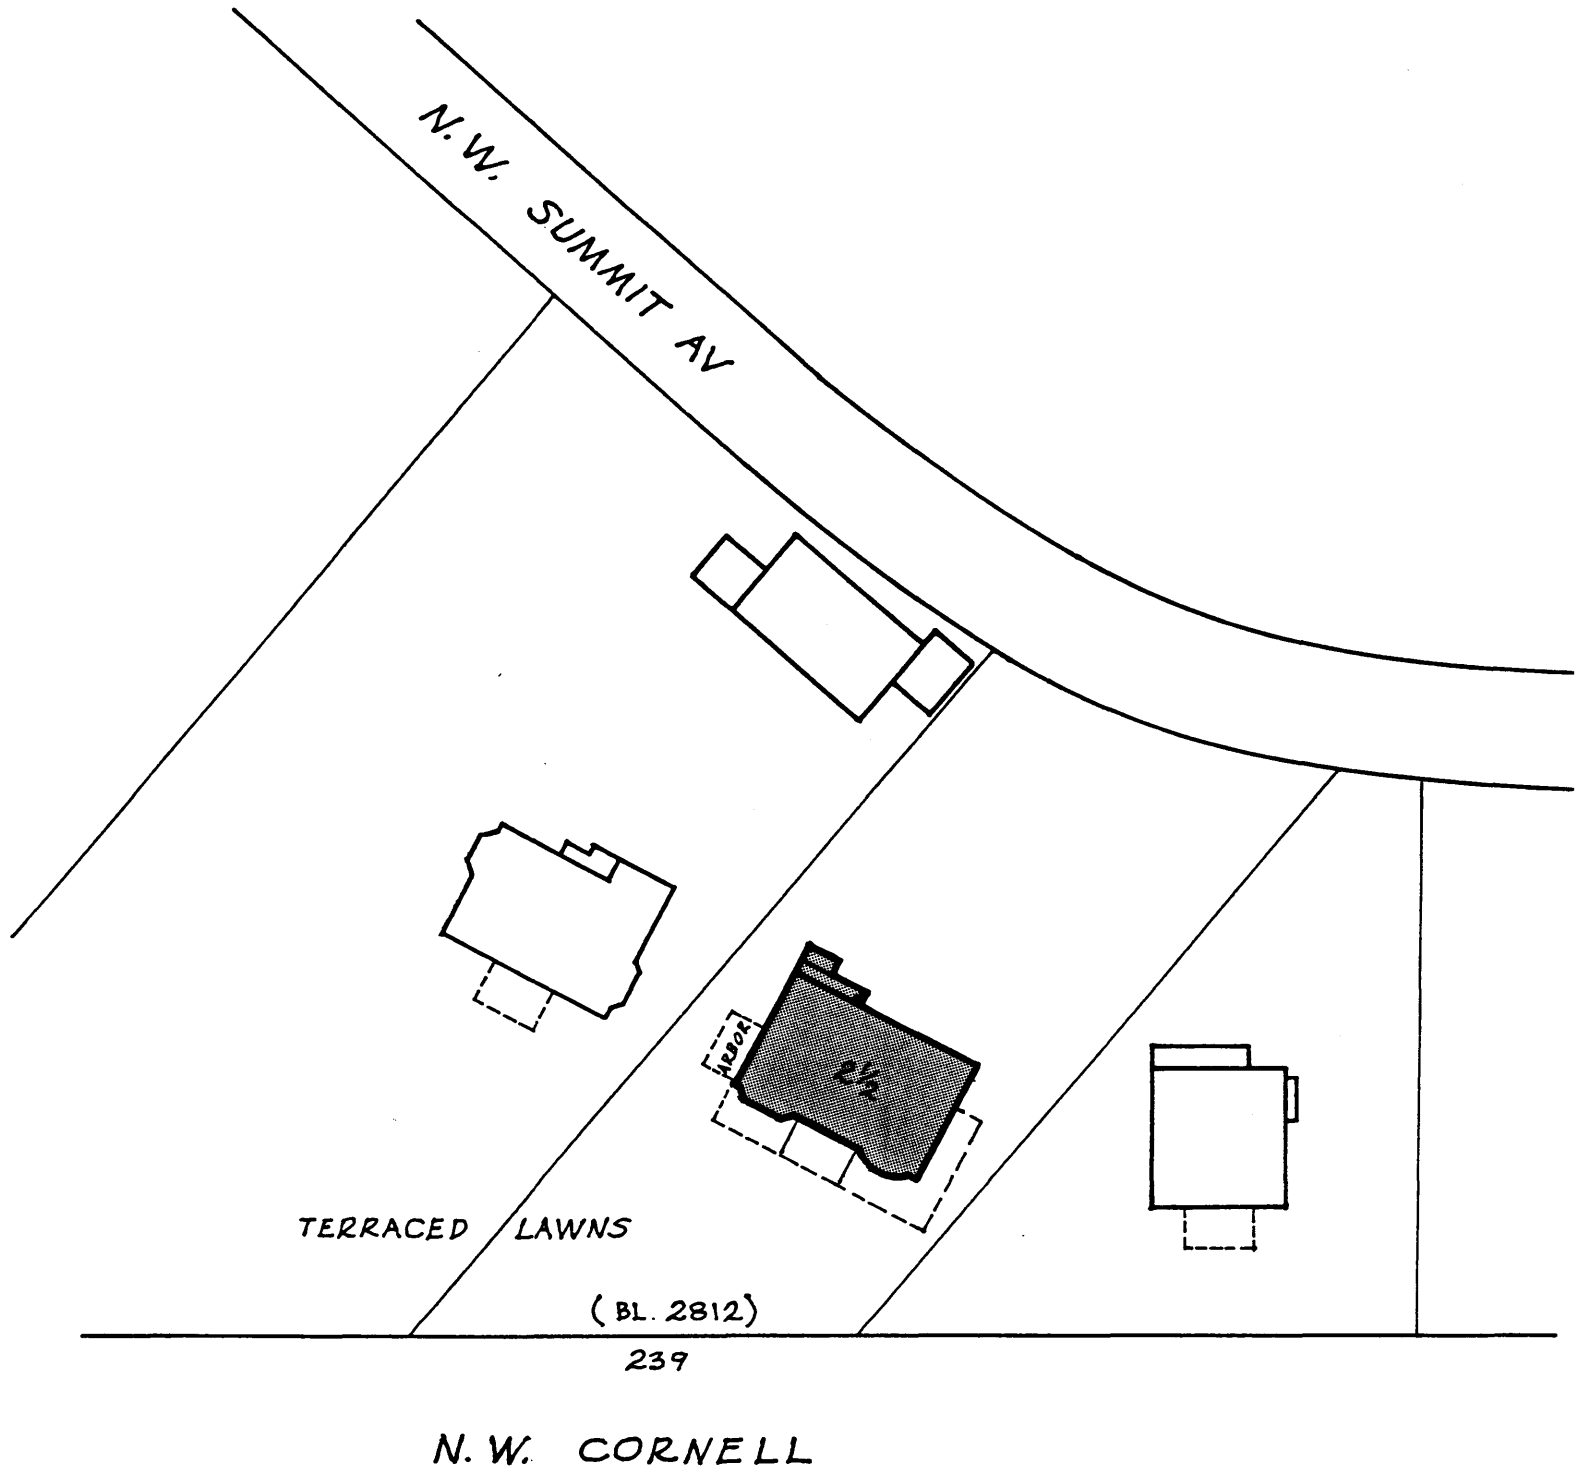 N.W. SUMMIT AV
ARBOR
2½
TERRACED LAWNS
(BL. 2812)
239
N.W. CORNELL